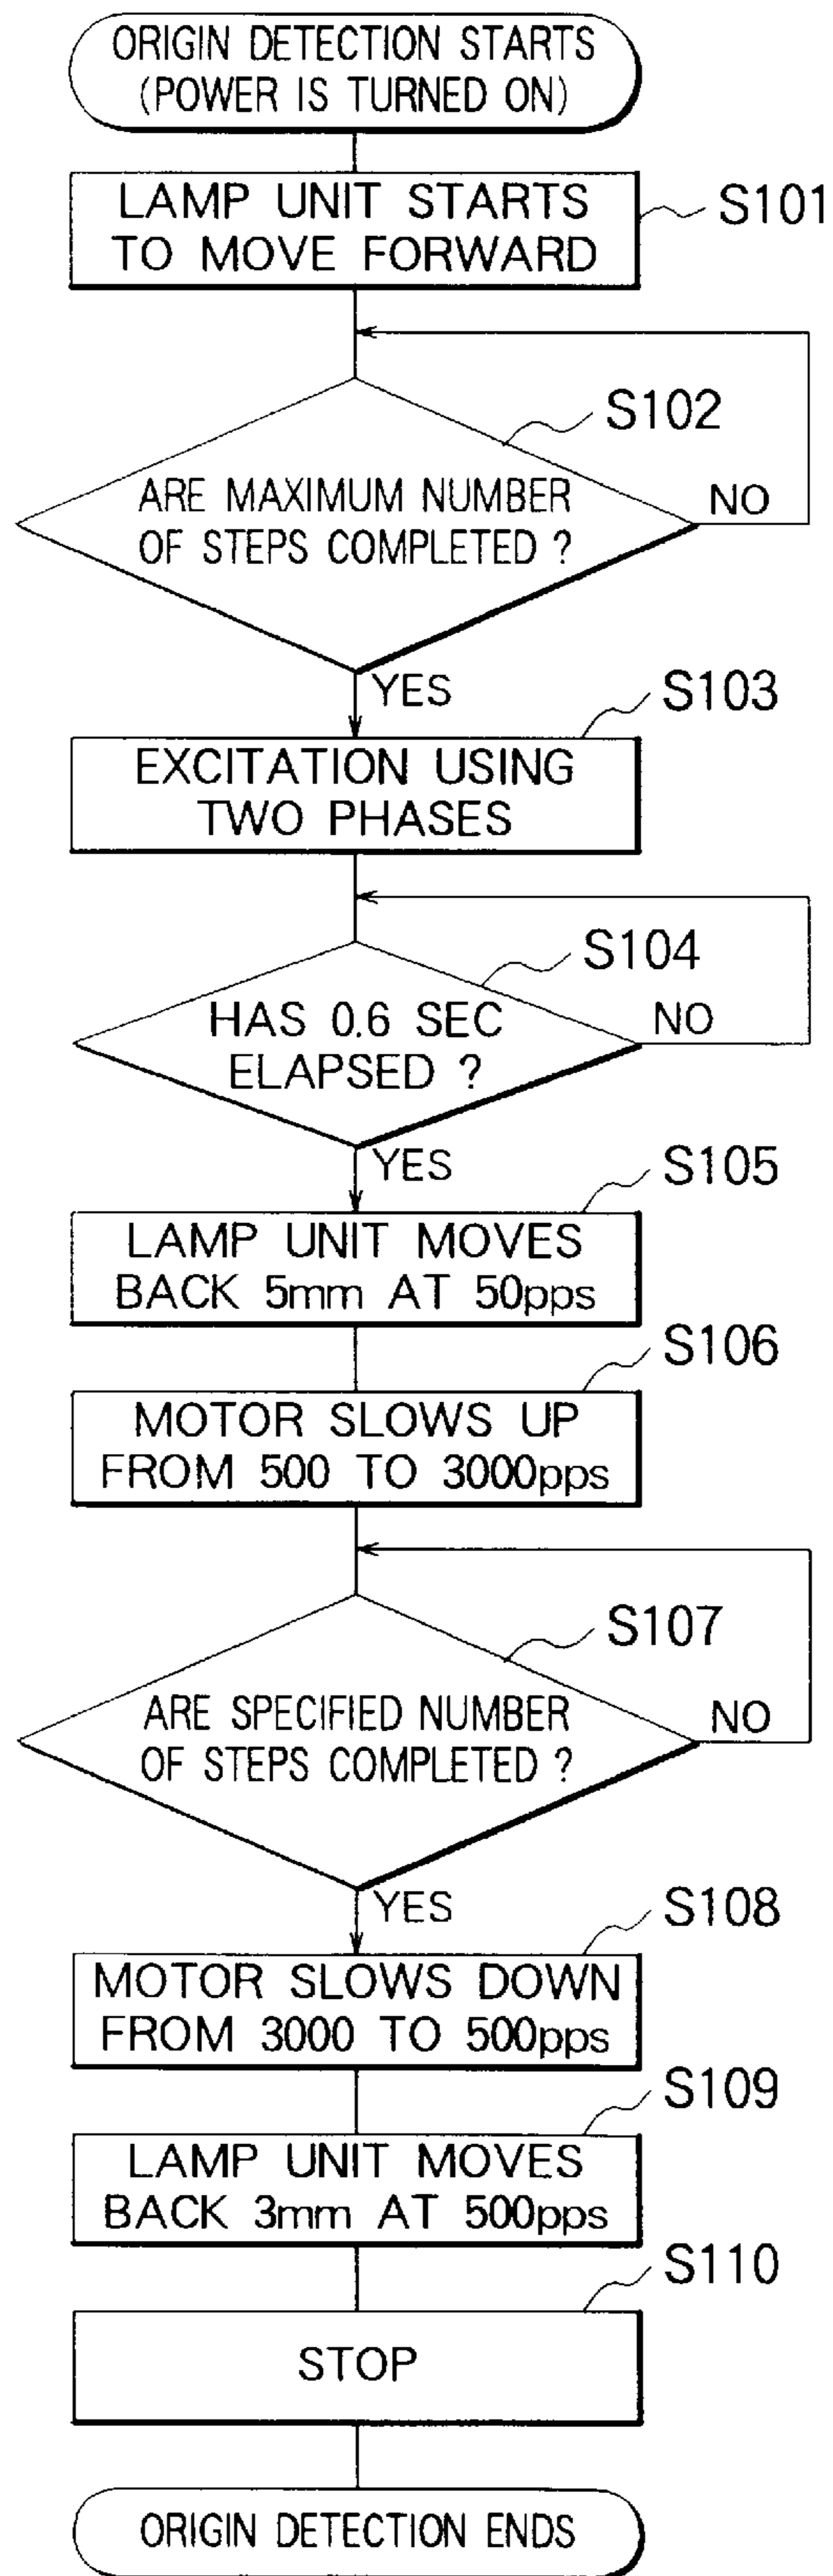 ORIGIN DETECTION STARTS
(POWER IS TURNED ON)
LAMP UNIT STARTS
TO MOVE FORWARD
S101
S102
ARE MAXIMUM NUMBER
OF STEPS COMPLETED ?
NO
YES
S103
EXCITATION USING
TWO PHASES
S104
HAS 0.6 SEC
ELAPSED ?
NO
YES
S105
LAMP UNIT MOVES
BACK 5mm AT 50pps
S106
MOTOR SLOWS UP
FROM 500 TO 3000pps
S107
ARE SPECIFIED NUMBER
OF STEPS COMPLETED ?
NO
YES
S108
MOTOR SLOWS DOWN
FROM 3000 TO 500pps
S109
LAMP UNIT MOVES
BACK 3mm AT 500pps
S110
STOP
ORIGIN DETECTION ENDS